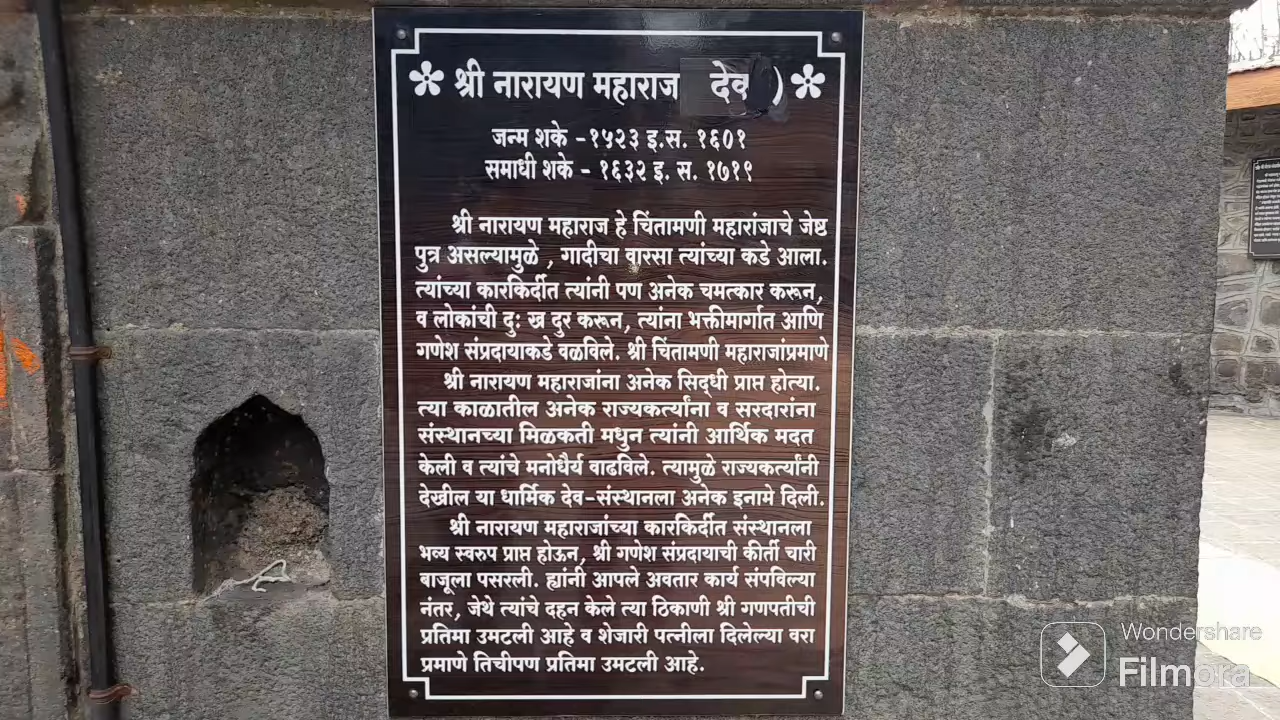 श्री नारायण महाराज देव )
जन्म शके -१५२३ इ.स. १६०१
समाधी शके - १६३२ इ. स. १७१९
श्री नारायण महाराज हे चिंतामणी महारांजाचे जेष्ठ
पुत्र असल्यामुळे , गादीचा वारसा त्यांच्या कडे आला.
त्यांच्या कारकिर्दीत त्यांनी पण अनेक चमत्कार करून,
व लोकांची दुः ख दुर करून, त्यांना भक्तीमार्गात आणि
गणेश संप्रदायाकडे वळविले. श्री चिंतामणी महाराजांप्रमाणे
श्री नारायण महाराजांना अनेक सिद्धी प्राप्त होत्या.
त्या काळातील अनेक राज्यकर्त्यांना व सरदारांना
संस्थानच्या मिळकती मधुन त्यांनी आर्थिक मदत
केली व त्यांचे मनोधैर्य वाढविले. त्यामुळे राज्यकर्त्यांनी
देखील या धार्मिक देव-संस्थानला अनेक इनामे दिली.
श्री नारायण महाराजांच्या कारकिर्दीत संस्थानला
भव्य स्वरुप प्राप्त होऊन, श्री गणेश संप्रदायाची कीर्ती चारी
बाजूला पसरली. ह्यांनी आपले अवतार कार्य संपविल्या
नंतर, जेथे त्यांचे दहन केले त्या ठिकाणी श्री गणपतीची
प्रतिमा उमटली आहे व शेजारी पत्नीला दिलेल्या वरा
प्रमाणे तिचीपण प्रतिमा उमटली आहे.
Wondershare
Filmora